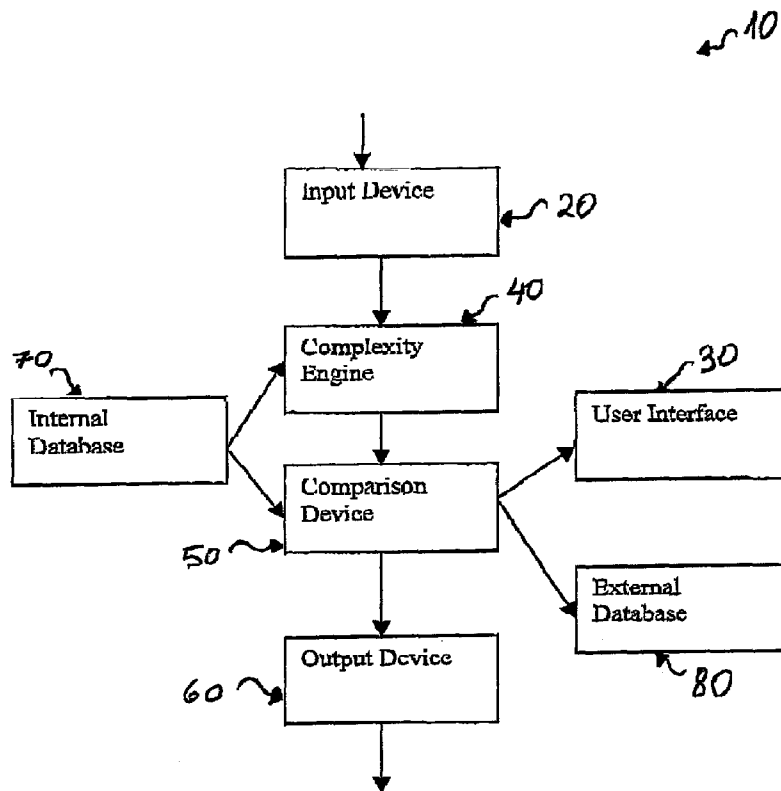 10
Input Device
20
40
Complexity
Engine
70
Internal
Database
30
User Interface
Comparison
Device
50
External
Database
80
Output Device
60